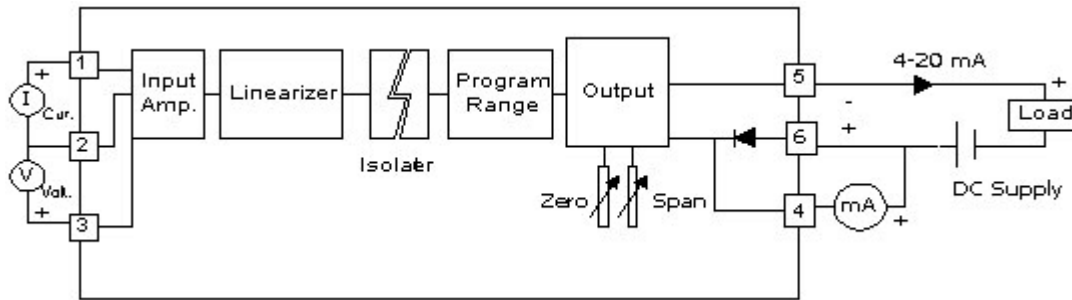 1
+
I
Cur.
2
V
Volt.
+
3
Input
Amp.
Linearizer
Isolater
Program
Range
Output
Zero
Span
5
4-20 mA
+
Load
-
6
+
DC Supply
4
mA
+